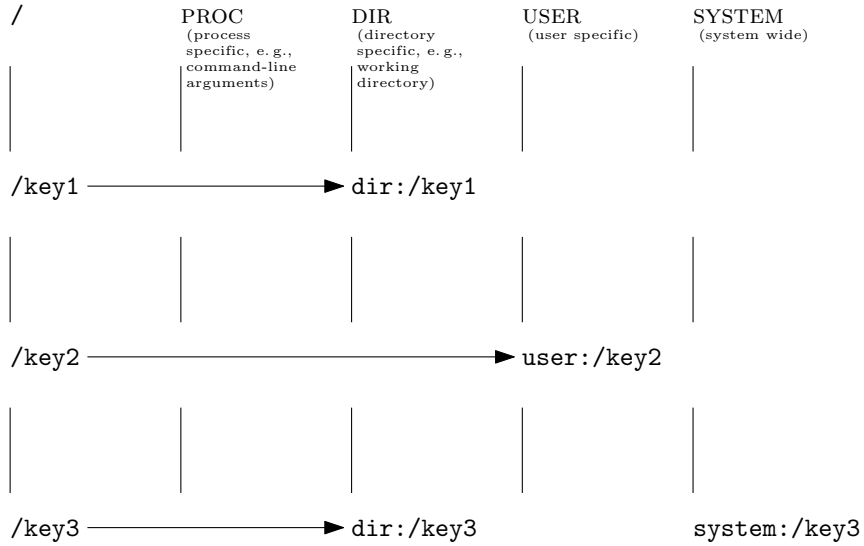 /
PROC
(process
specific, e. g.,
command-line
arguments)
DIR
(directory
specific, e. g.,
working
directory)
USER
(user specific)
SYSTEM
(system wide)
/key1 dir:/key1
/key2 user:/key2
/key3 dir:/key3 system:/key3